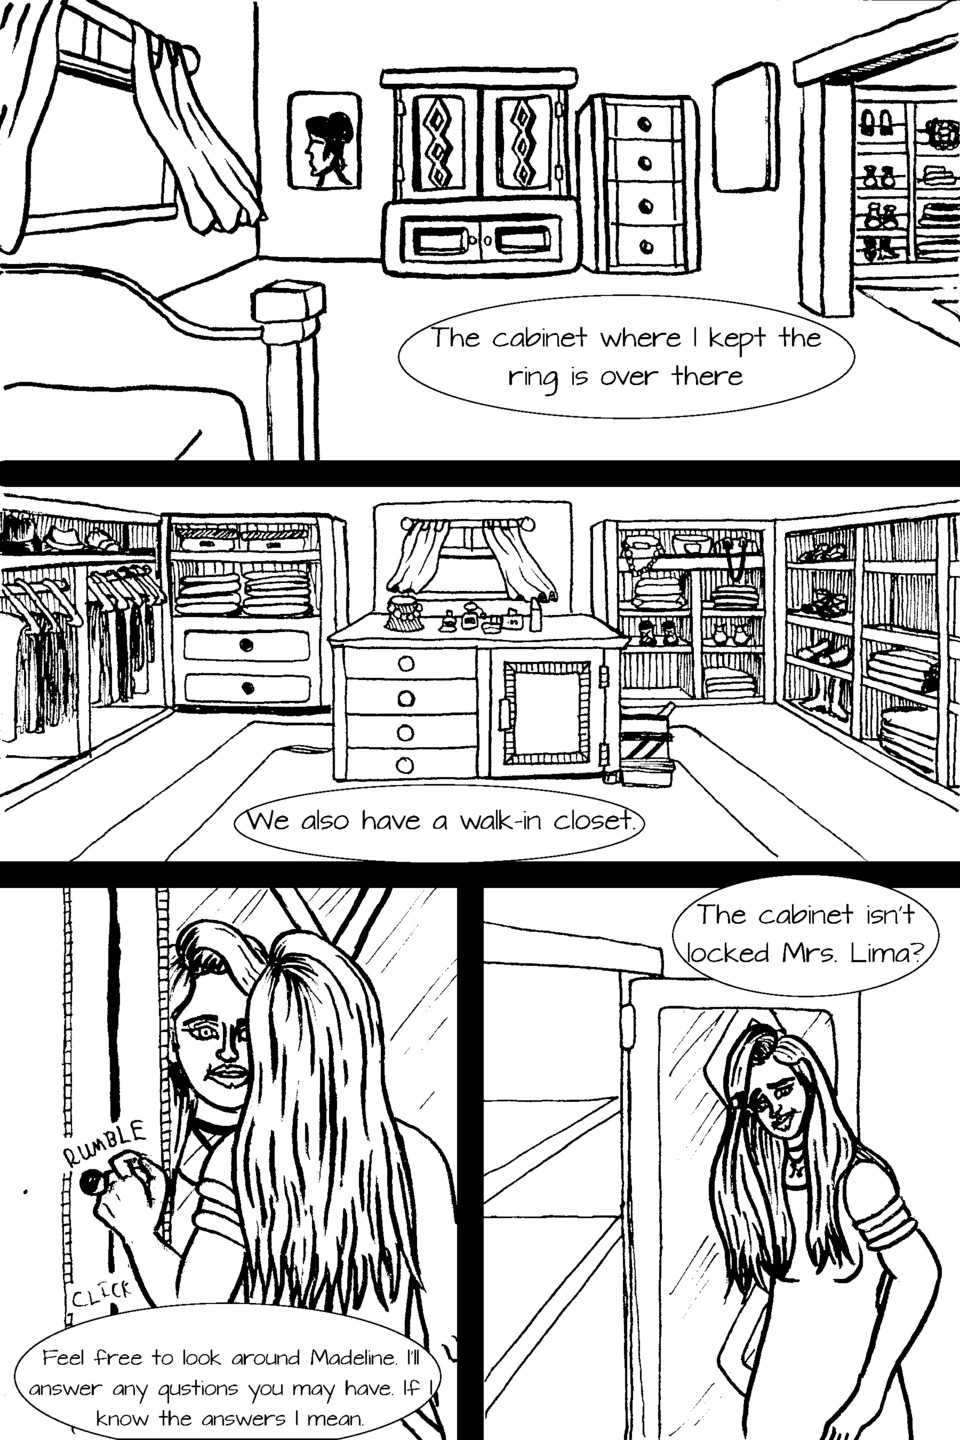 The cabinet where I kept the
ring is over there
We also have a walk-in closet.
RUMBLE
CLICK
Feel free to look around Madeline. I'll
answer any qustions you may have. If I
know the answers I mean.
The cabinet isn't
locked Mrs. Lima?